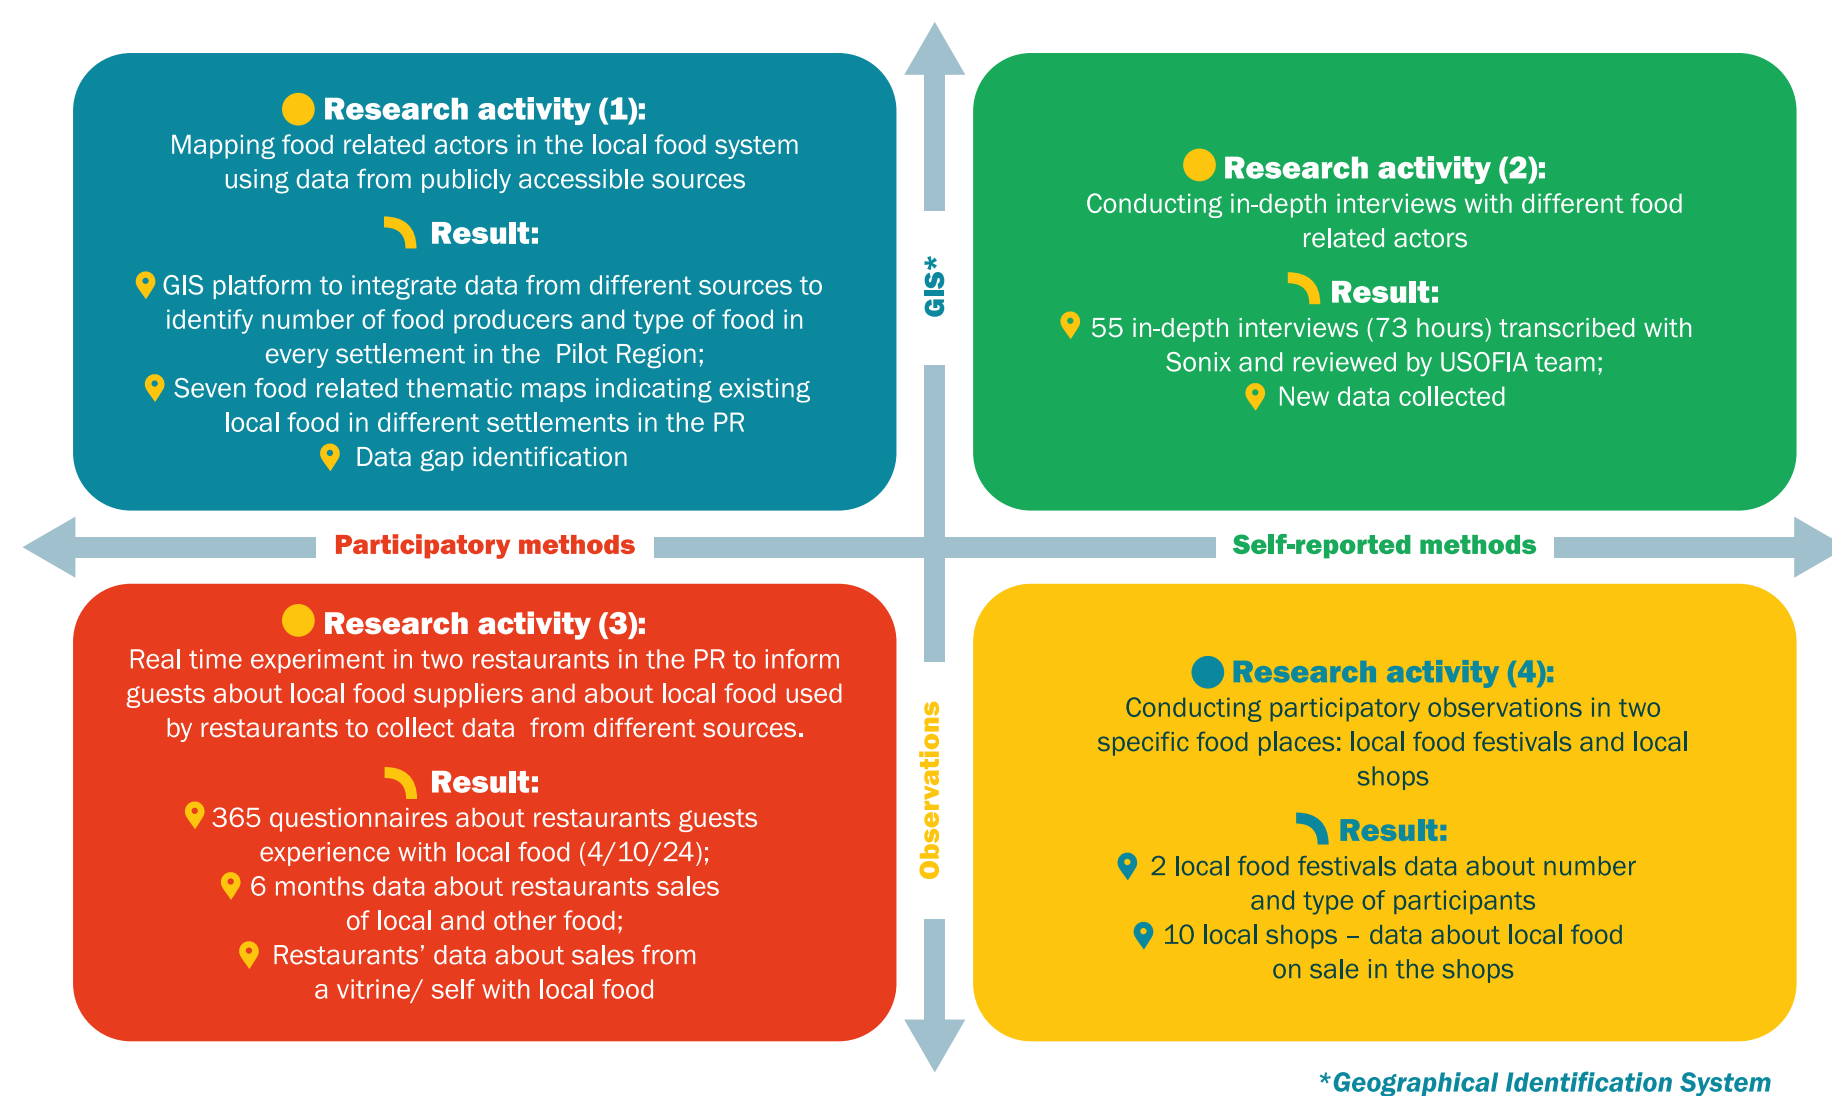 Research activity (1):
Mapping food related actors in the local food system
using data from publicly accessible sources
Result:
GIS platform to integrate data from different sources to
identify number of food producers and type of food in
every settlement in the Pilot Region;
Seven food related thematic maps indicating existing
local food in different settlements in the PR
Data gap identification
GIS*
Research activity (2):
Conducting in-depth interviews with different food
related actors
Result:
55 in-depth interviews (73 hours) transcribed with
Sonix and reviewed by USOFIA team;
New data collected
Participatory methods
Self-reported methods
Research activity (3):
Real time experiment in two restaurants in the PR to inform
guests about local food suppliers and about local food used
by restaurants to collect data from different sources.
Result:
365 questionnaires about restaurants guests
experience with local food (4/10/24);
6 months data about restaurants sales
of local and other food;
Restaurants’ data about sales from
a vitrine/ self with local food
Observations
Research activity (4):
Conducting participatory observations in two
specific food places: local food festivals and local
shops
Result:
2 local food festivals data about number
and type of participants
10 local shops – data about local food
on sale in the shops
*Geographical Identification System